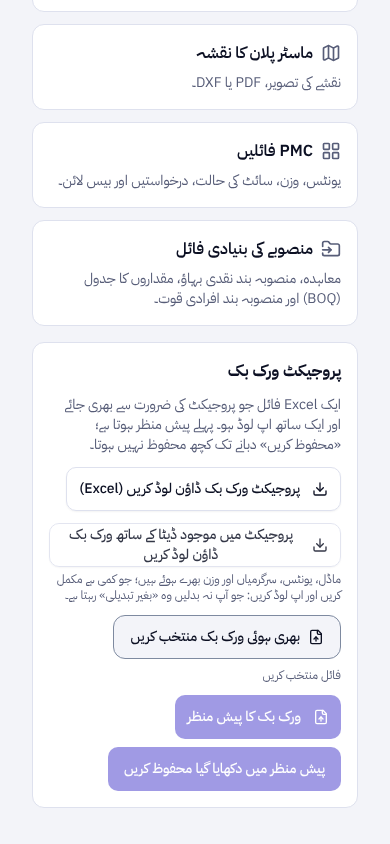 ماسٹر پلان کا نقشہ
نقشے کی تصویر، PDF یا DXF۔
PMC فائلیں
یونٹس، وزن، سائٹ کی حالت، درخواستیں اور بیس لائن۔
منصوبے کی بنیادی فائل
معاہدہ، منصوبہ بند نقدی بہاؤ، مقداروں کا جدول
(BOQ) اور منصوبہ بند افرادی قوت۔
پروجیکٹ ورک بک
ایک Excel فائل جو پروجیکٹ کی ضرورت سے بھری جائے
اور ایک ساتھ اپ لوڈ ہو۔ پہلے پیش منظر ہوتا ہے؛
«محفوظ کریں» دبانے تک کچھ محفوظ نہیں ہوتا۔
پروجیکٹ ورک بک ڈاؤن لوڈ کریں (Excel)
پروجیکٹ میں موجود ڈیٹا کے ساتھ ورک بک
ڈاؤن لوڈ کریں
ماڈل، یونٹس، سرگرمیاں اور وزن بھرے ہوئے ہیں؛ جو کمی ہے مکمل
کریں اور اپ لوڈ کریں: جو آپ نہ بدلیں وہ «بغیر تبدیلی» رہتا ہے۔
بھری ہوئی ورک بک منتخب کریں
فائل منتخب کریں
ورک بک کا پیش منظر
پیش منظر میں دکھایا گیا محفوظ کریں